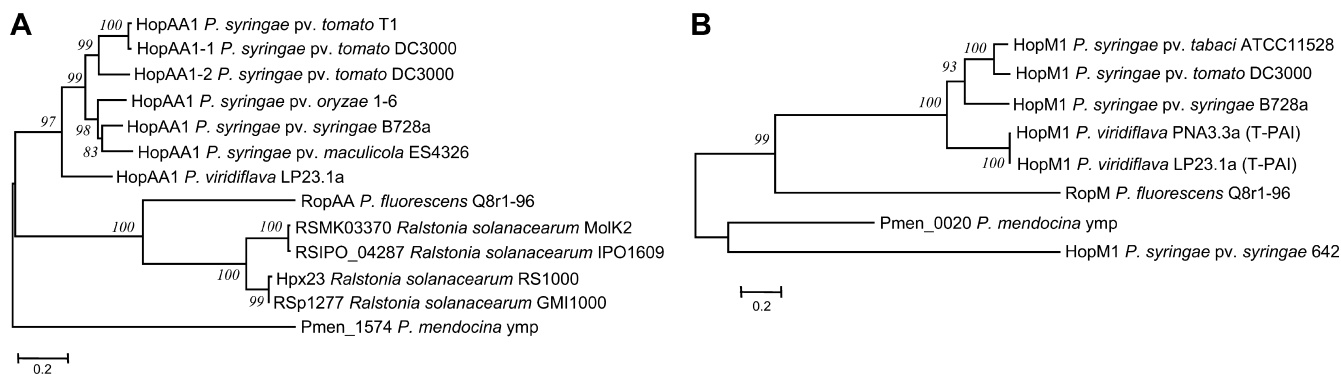 A
100
HopAA1 P. syringae pv. tomato T1
HopAA1-1 P. syringae pv. tomato DC3000
99
HopAA1-2 P. syringae pv. tomato DC3000
99
HopAA1 P. syringae pv. oryzae 1-6
97
98
HopAA1 P. syringae pv. syringae B728a
83
HopAA1 P. syringae pv. maculicola ES4326
HopAA1 P. viridiflava LP23.1a
RopAA P. fluorescens Q8r1-96
100
100
RSMK03370 Ralstonia solanacearum MolK2
RSIPO_04287 Ralstonia solanacearum IPO1609
100
Hpx23 Ralstonia solanacearum RS1000
99
RSp1277 Ralstonia solanacearum GMI1000
Pmen_1574 P. mendocina ymp
0.2
B
100
HopM1 P. syringae pv. tabaci ATCC11528
93
HopM1 P. syringae pv. tomato DC3000
100
HopM1 P. syringae pv. syringae B728a
HopM1 P. viridiflava PNA3.3a (T-PAI)
99
100
HopM1 P. viridiflava LP23.1a (T-PAI)
RopM P. fluorescens Q8r1-96
Pmen_0020 P. mendocina ymp
HopM1 P. syringae pv. syringae 642
0.2